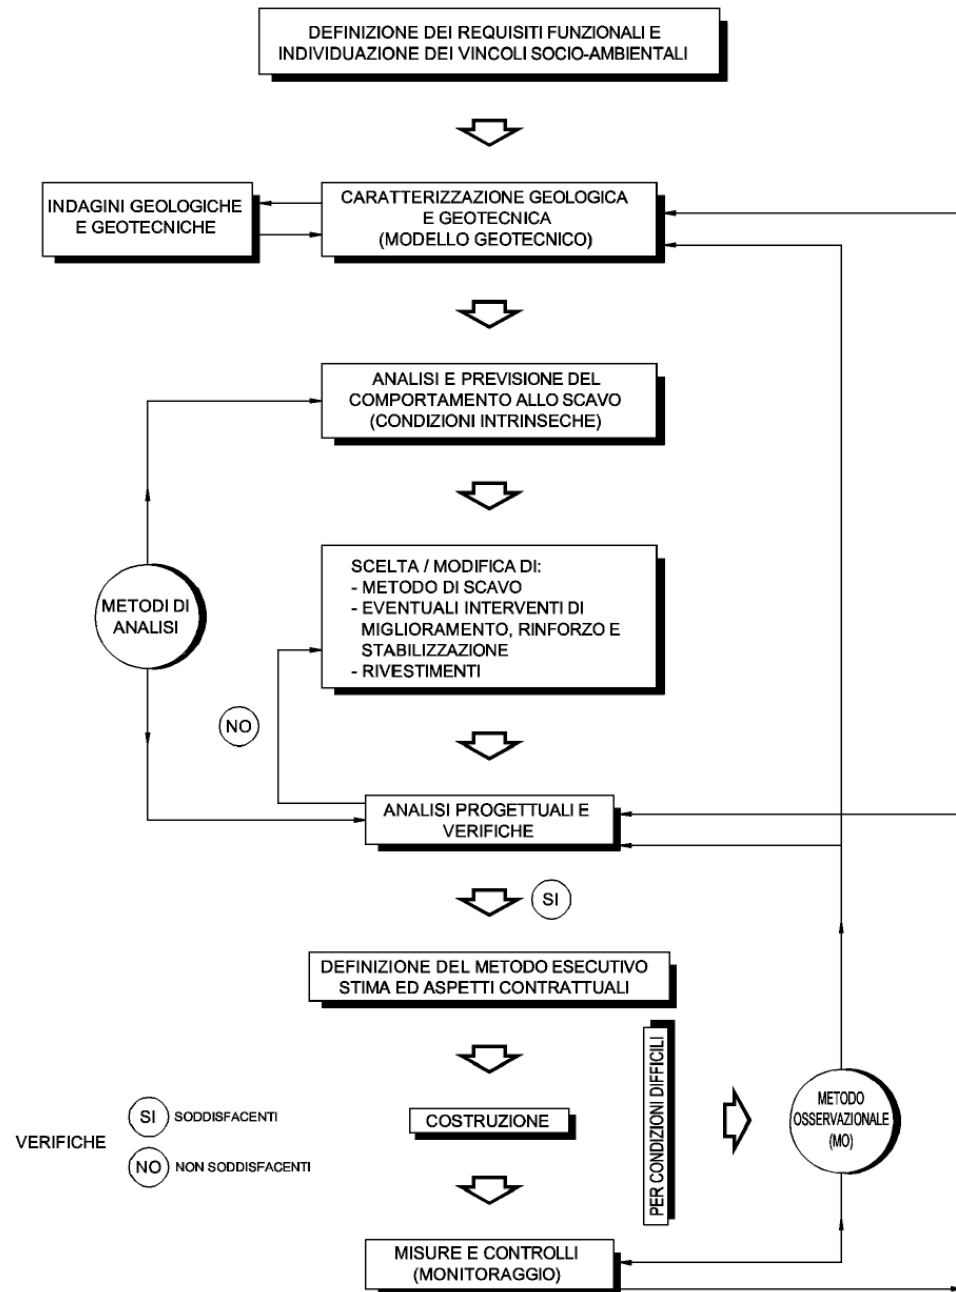 DEFINIZIONE DEI REQUISITI FUNZIONALI E
INDIVIDUAZIONE DEI VINCOLI SOCIO-AMBIENTALI
INDAGINI GEOLOGICHE
E GEOTECNICHE
CARATTERIZZAZIONE GEOLOGICA
E GEOTECNICA
(MODELLO GEOTECNICO)
ANALISI E PREVISIONE DEL
COMPORTAMENTO ALLO SCAVO
(CONDIZIONI INTRINSECHE)
METODI DI
ANALISI
SCELTA / MODIFICA DI:
- METODO DI SCAVO
- EVENTUALI INTERVENTI DI
MIGLIORAMENTO, RINFORZO E
STABILIZZAZIONE
- RIVESTIMENTI
NO
ANALISI PROGETTUALI E
VERIFICHE
SI
DEFINIZIONE DEL METODO ESECUTIVO
STIMA ED ASPETTI CONTRATTUALI
PER CONDIZIONI DIFFICILI
METODO
OSSERVAZIONALE
(MO)
COSTRUZIONE
VERIFICHE
SI SODDISFACENTI
NO NON SODDISFACENTI
MISURE E CONTROLLI
(MONITORAGGIO)